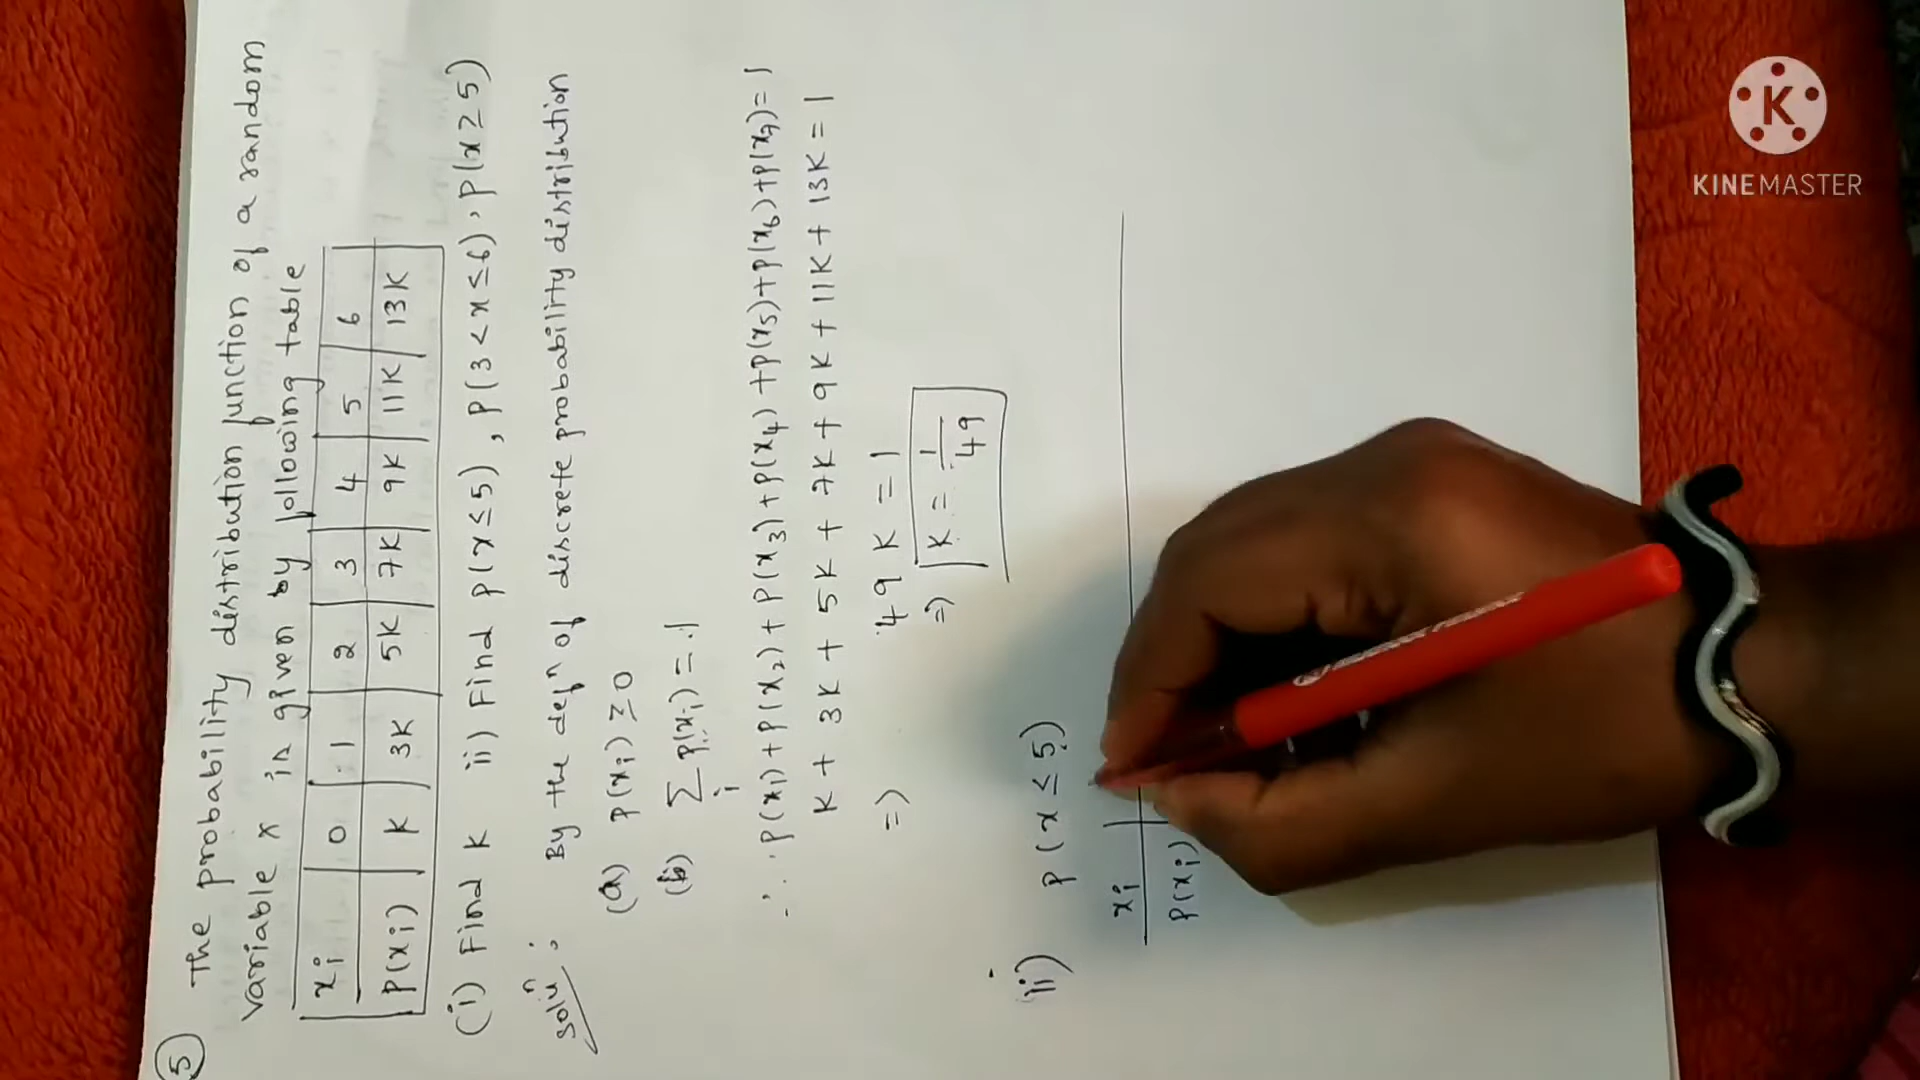 (5) The probability distribution function of a random
variable x is given by following table
xi | 0 | 1 | 2 | 3 | 4 | 5 | 6
P(xi) | K | 3K | 5K | 7K | 9K | 11K | 13K
(i) Find K ii) Find P(x≤5), P(3<x≤6), P(x≥5)
soluⁿ: By the defⁿ of discrete probability distribution
(a) P(xi) ≥ 0
(b) ∑i P(xi) = 1
∴ P(x1)+P(x2)+P(x3)+P(x4)+P(x5)+P(x6)+P(x7)=1
K + 3K + 5K + 7K + 9K + 11K + 13K = 1
=> 49 K = 1
=> K = 1/49
ii) P(x≤5)
xi
P(xi)
KINEMASTER